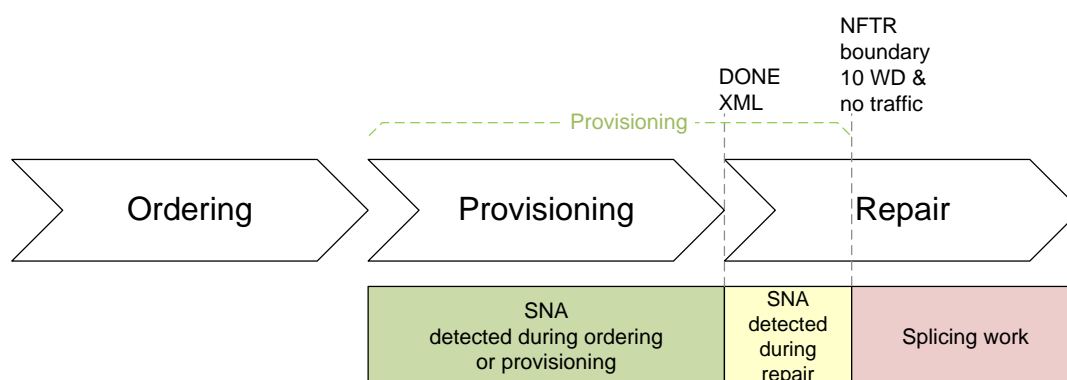 NFTR
boundary
10 WD &
no traffic
DONE
XML
Provisioning
Ordering
Provisioning
Repair
SNA
detected during ordering
or provisioning
SNA
detected
during
repair
Splicing work